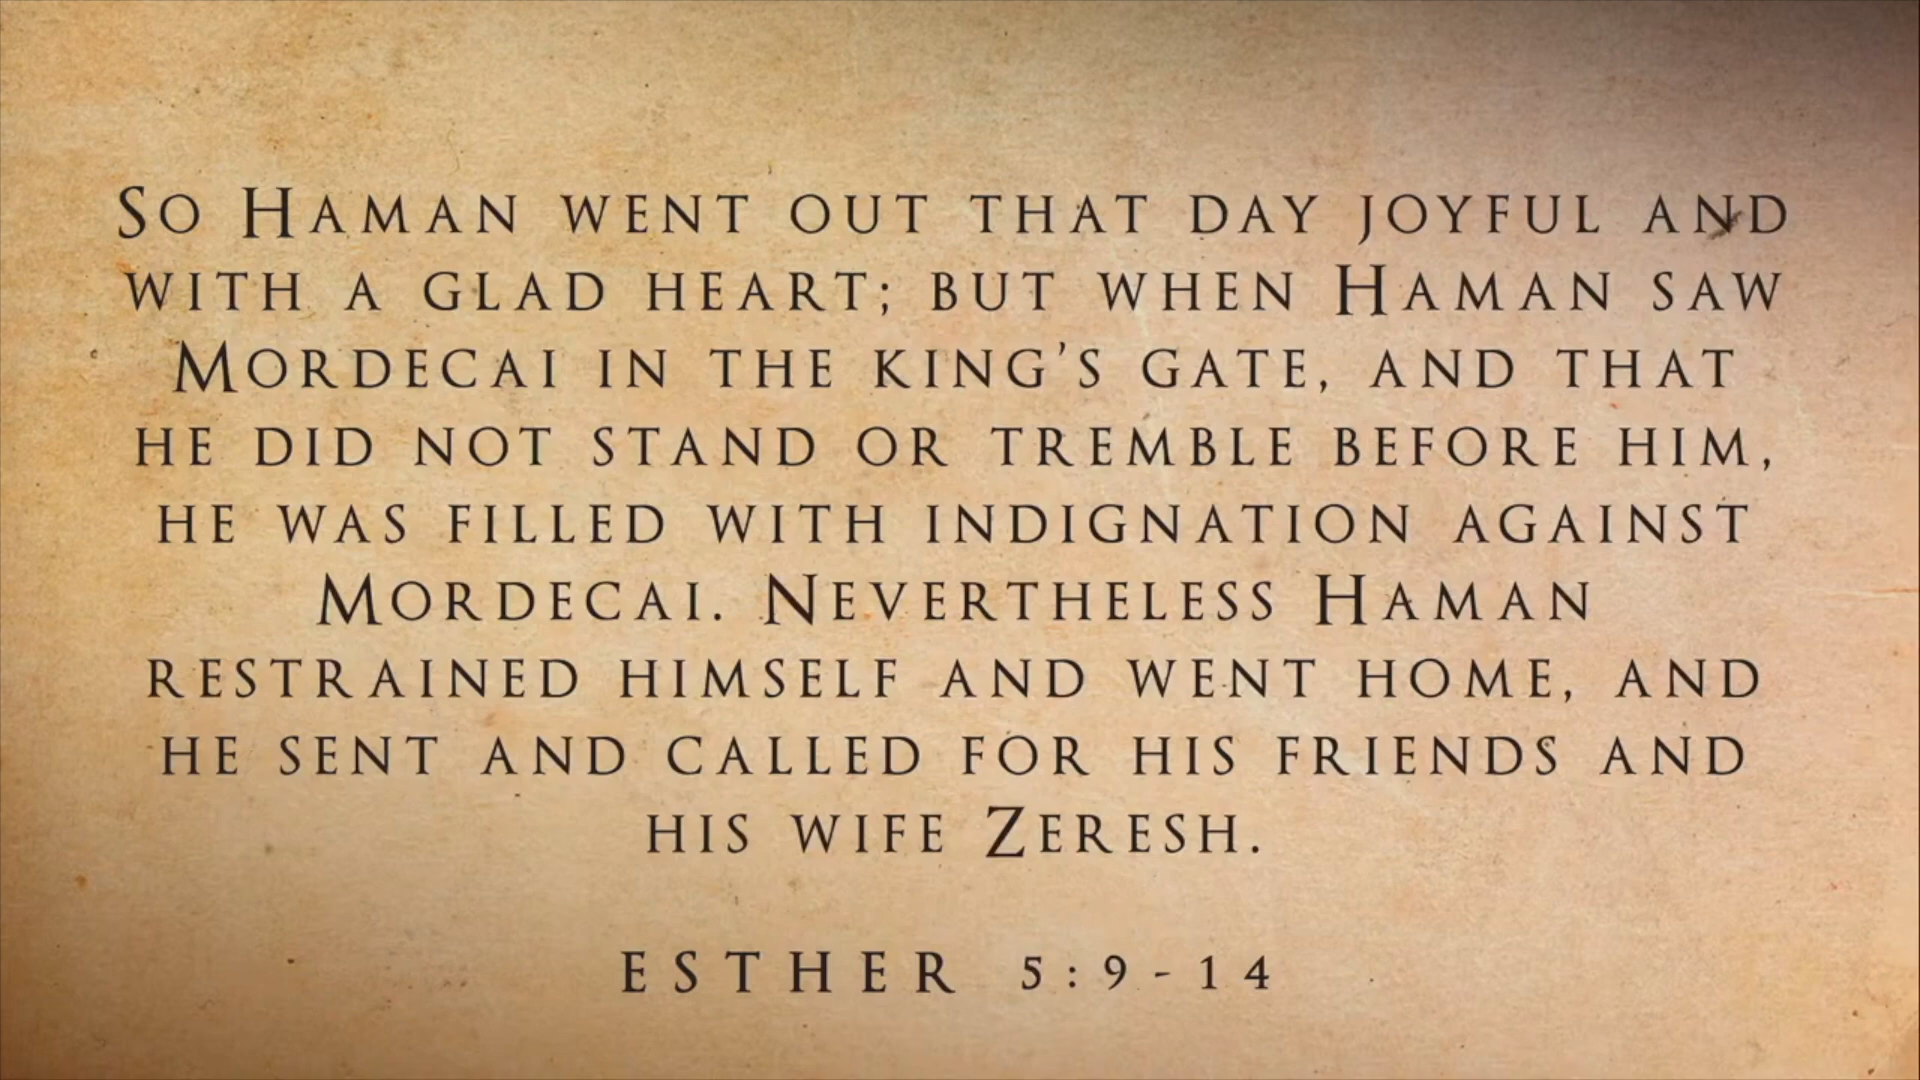 So Haman went out that day joyful and
with a glad heart; but when Haman saw
Mordecai in the king’s gate, and that
he did not stand or tremble before him,
he was filled with indignation against
Mordecai. Nevertheless Haman
restrained himself and went home, and
he sent and called for his friends and
his wife Zeresh.
ESTHER 5:9-14